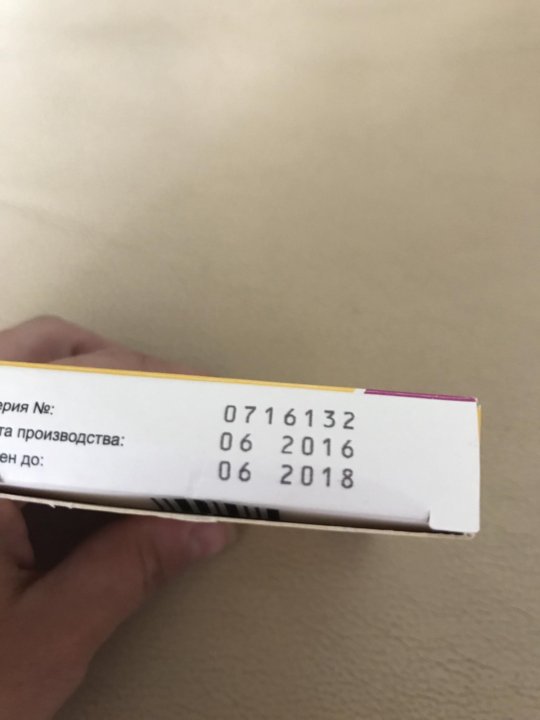 ерия №: 0716132
та производства: 06 2016
ен до: 06 2018